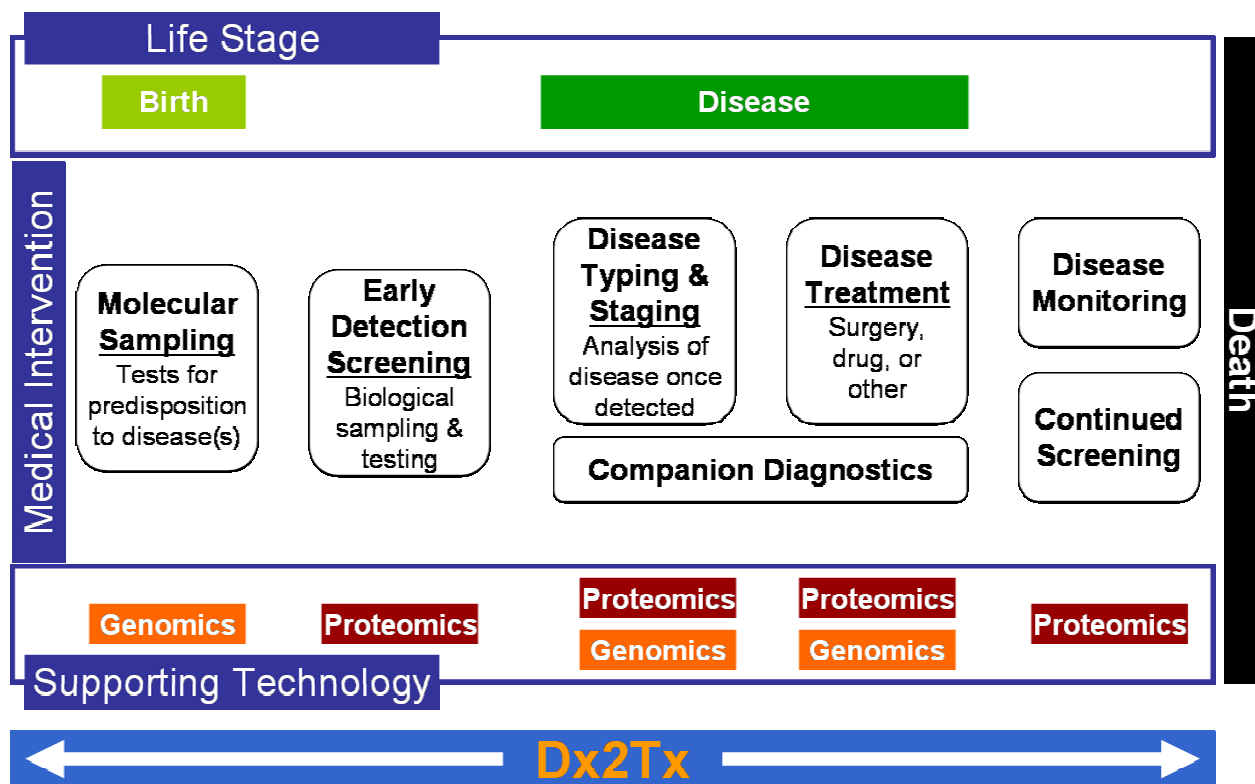 Life Stage
Birth
Disease
Death
Medical Intervention
Molecular
Sampling
Tests for
predisposition
to disease(s)
Early
Detection
Screening
Biological
sampling &
testing
Disease
Typing &
Staging
Analysis of
disease once
detected
Disease
Treatment
Surgery,
drug, or
other
Companion Diagnostics
Disease
Monitoring
Continued
Screening
Genomics
Proteomics
Proteomics
Genomics
Proteomics
Genomics
Proteomics
Supporting Technology
Dx2Tx